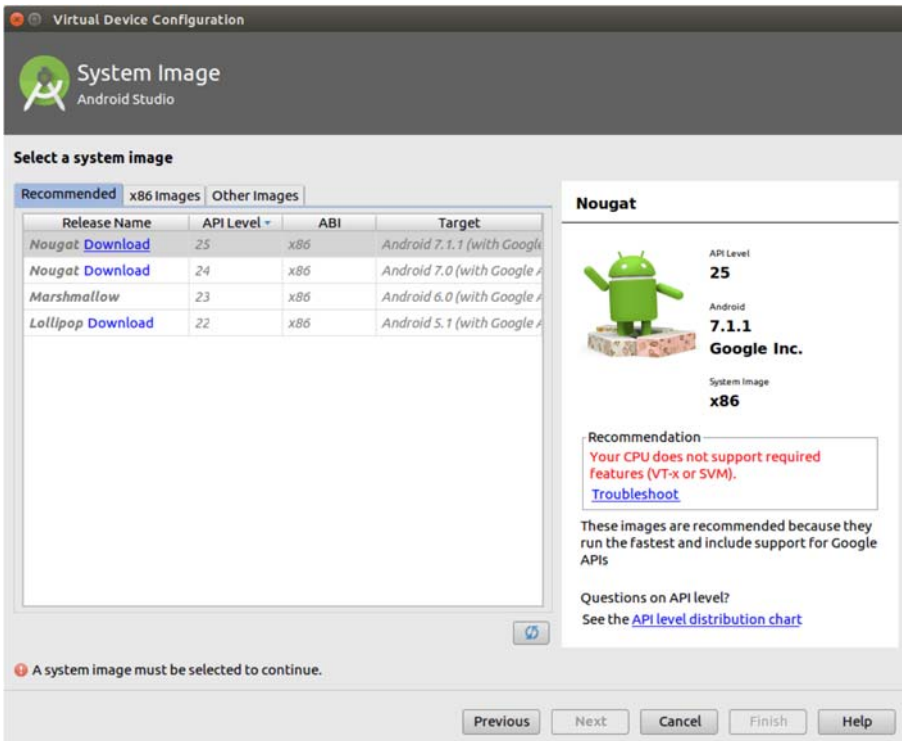 Virtual Device Configuration
System Image
Android Studio
Select a system image
Recommended x86 Images Other Images
Release Name API Level ABI Target
Nougat Download 25 x86 Android 7.1.1 (with Google
Nougat Download 24 x86 Android 7.0 (with Google A
Marshmallow 23 x86 Android 6.0 (with Google A
Lollipop Download 22 x86 Android 5.1 (with Google A
Nougat
API Level
25
Android
7.1.1
Google Inc.
System Image
x86
Recommendation
Your CPU does not support required
features (VT-x or SVM).
Troubleshoot
These images are recommended because they
run the fastest and include support for Google
APIs
Questions on API level?
See the API level distribution chart
A system image must be selected to continue.
Previous Next Cancel Finish Help